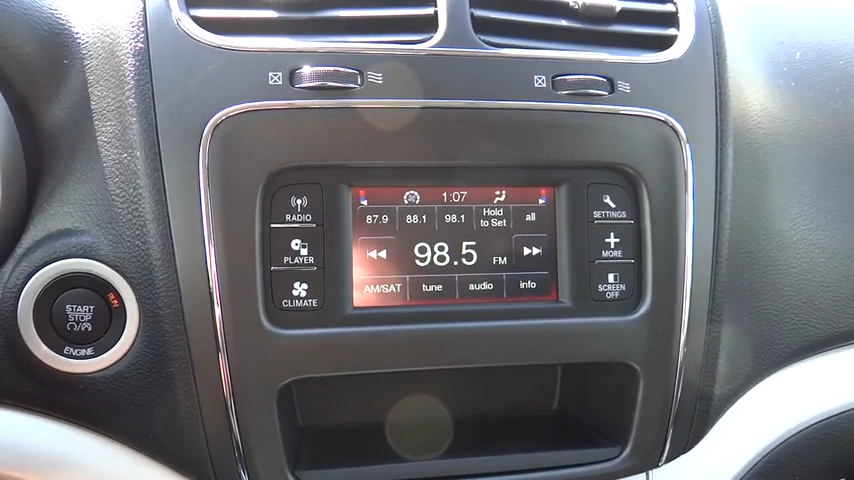 1:07
87.9 88.1 98.1 Hold to Set all
98.5 FM
AM/SAT tune audio info
RADIO
PLAYER
CLIMATE
SETTINGS
MORE
SCREEN
OFF
START
STOP
ENGINE
RUN